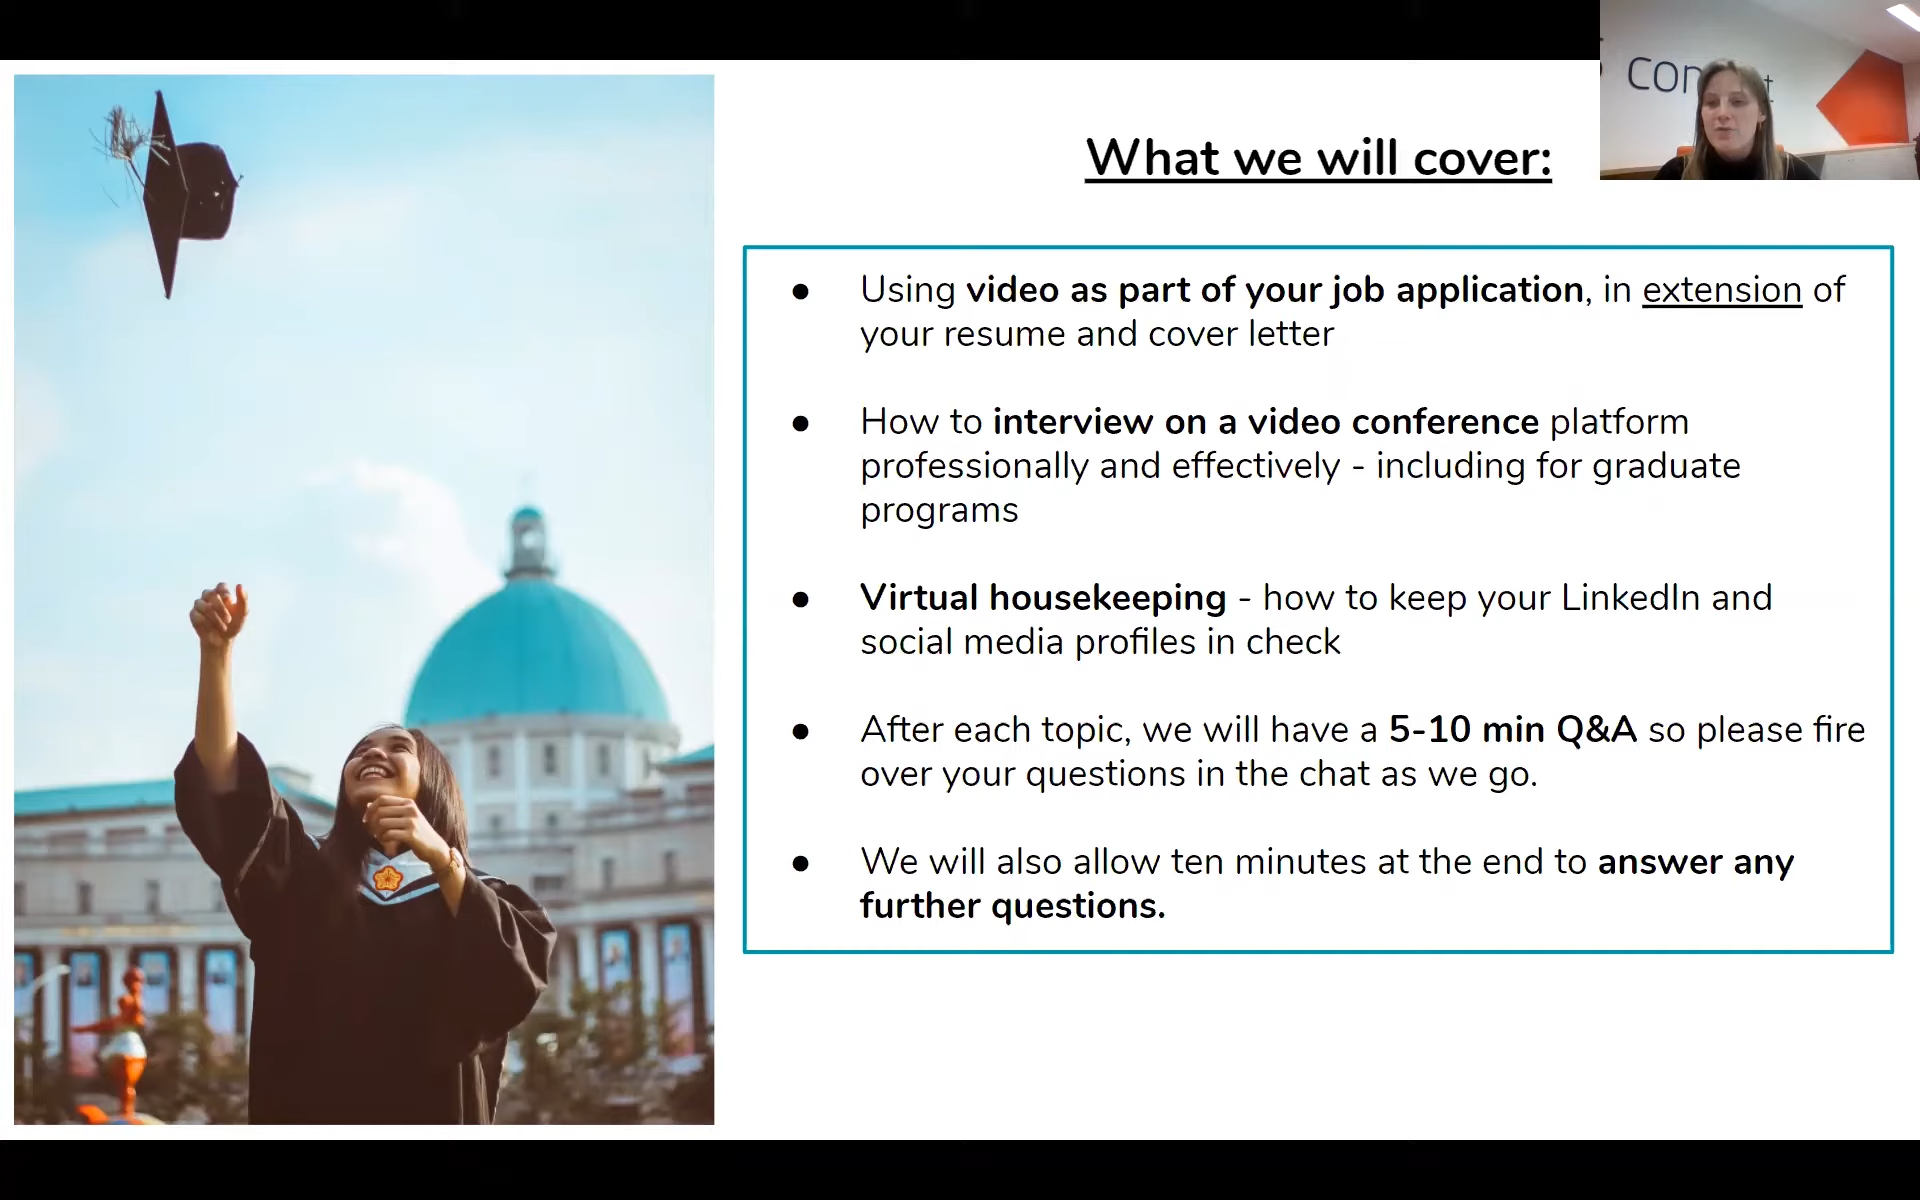 What we will cover:
● Using video as part of your job application, in extension of
your resume and cover letter
● How to interview on a video conference platform
professionally and effectively - including for graduate
programs
● Virtual housekeeping - how to keep your LinkedIn and
social media profiles in check
● After each topic, we will have a 5-10 min Q&A so please fire
over your questions in the chat as we go.
● We will also allow ten minutes at the end to answer any
further questions.